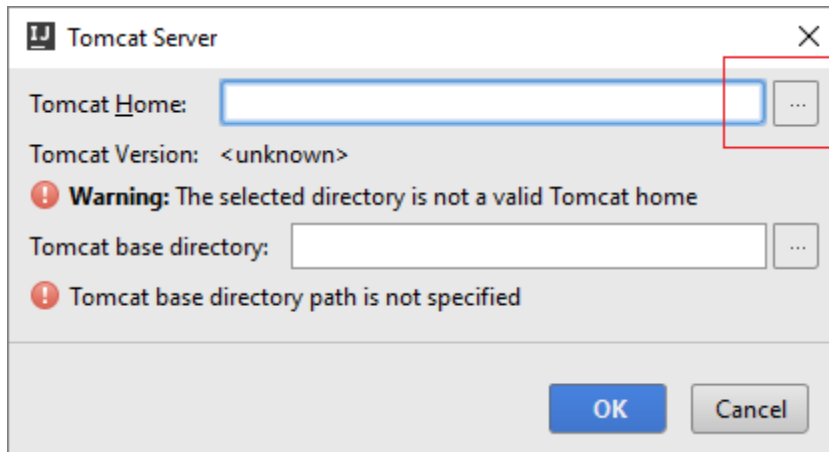 IJ Tomcat Server
Tomcat Home: ...
Tomcat Version: <unknown>
Warning: The selected directory is not a valid Tomcat home
Tomcat base directory: ...
Tomcat base directory path is not specified
OK Cancel